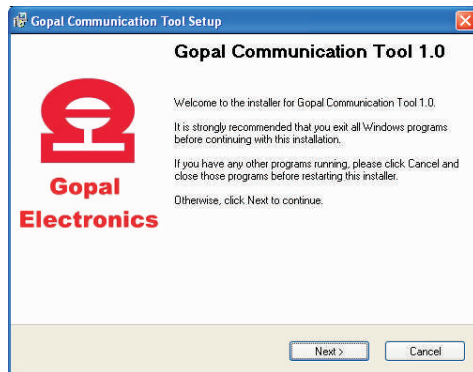 Gopal Communication Tool Setup
Gopal Communication Tool 1.0
Welcome to the installer for Gopal Communication Tool 1.0.
It is strongly recommended that you exit all Windows programs
before continuing with this installation.
If you have any other programs running, please click Cancel and
close those programs before restarting this installer.
Otherwise, click Next to continue.
Gopal
Electronics
Next >
Cancel